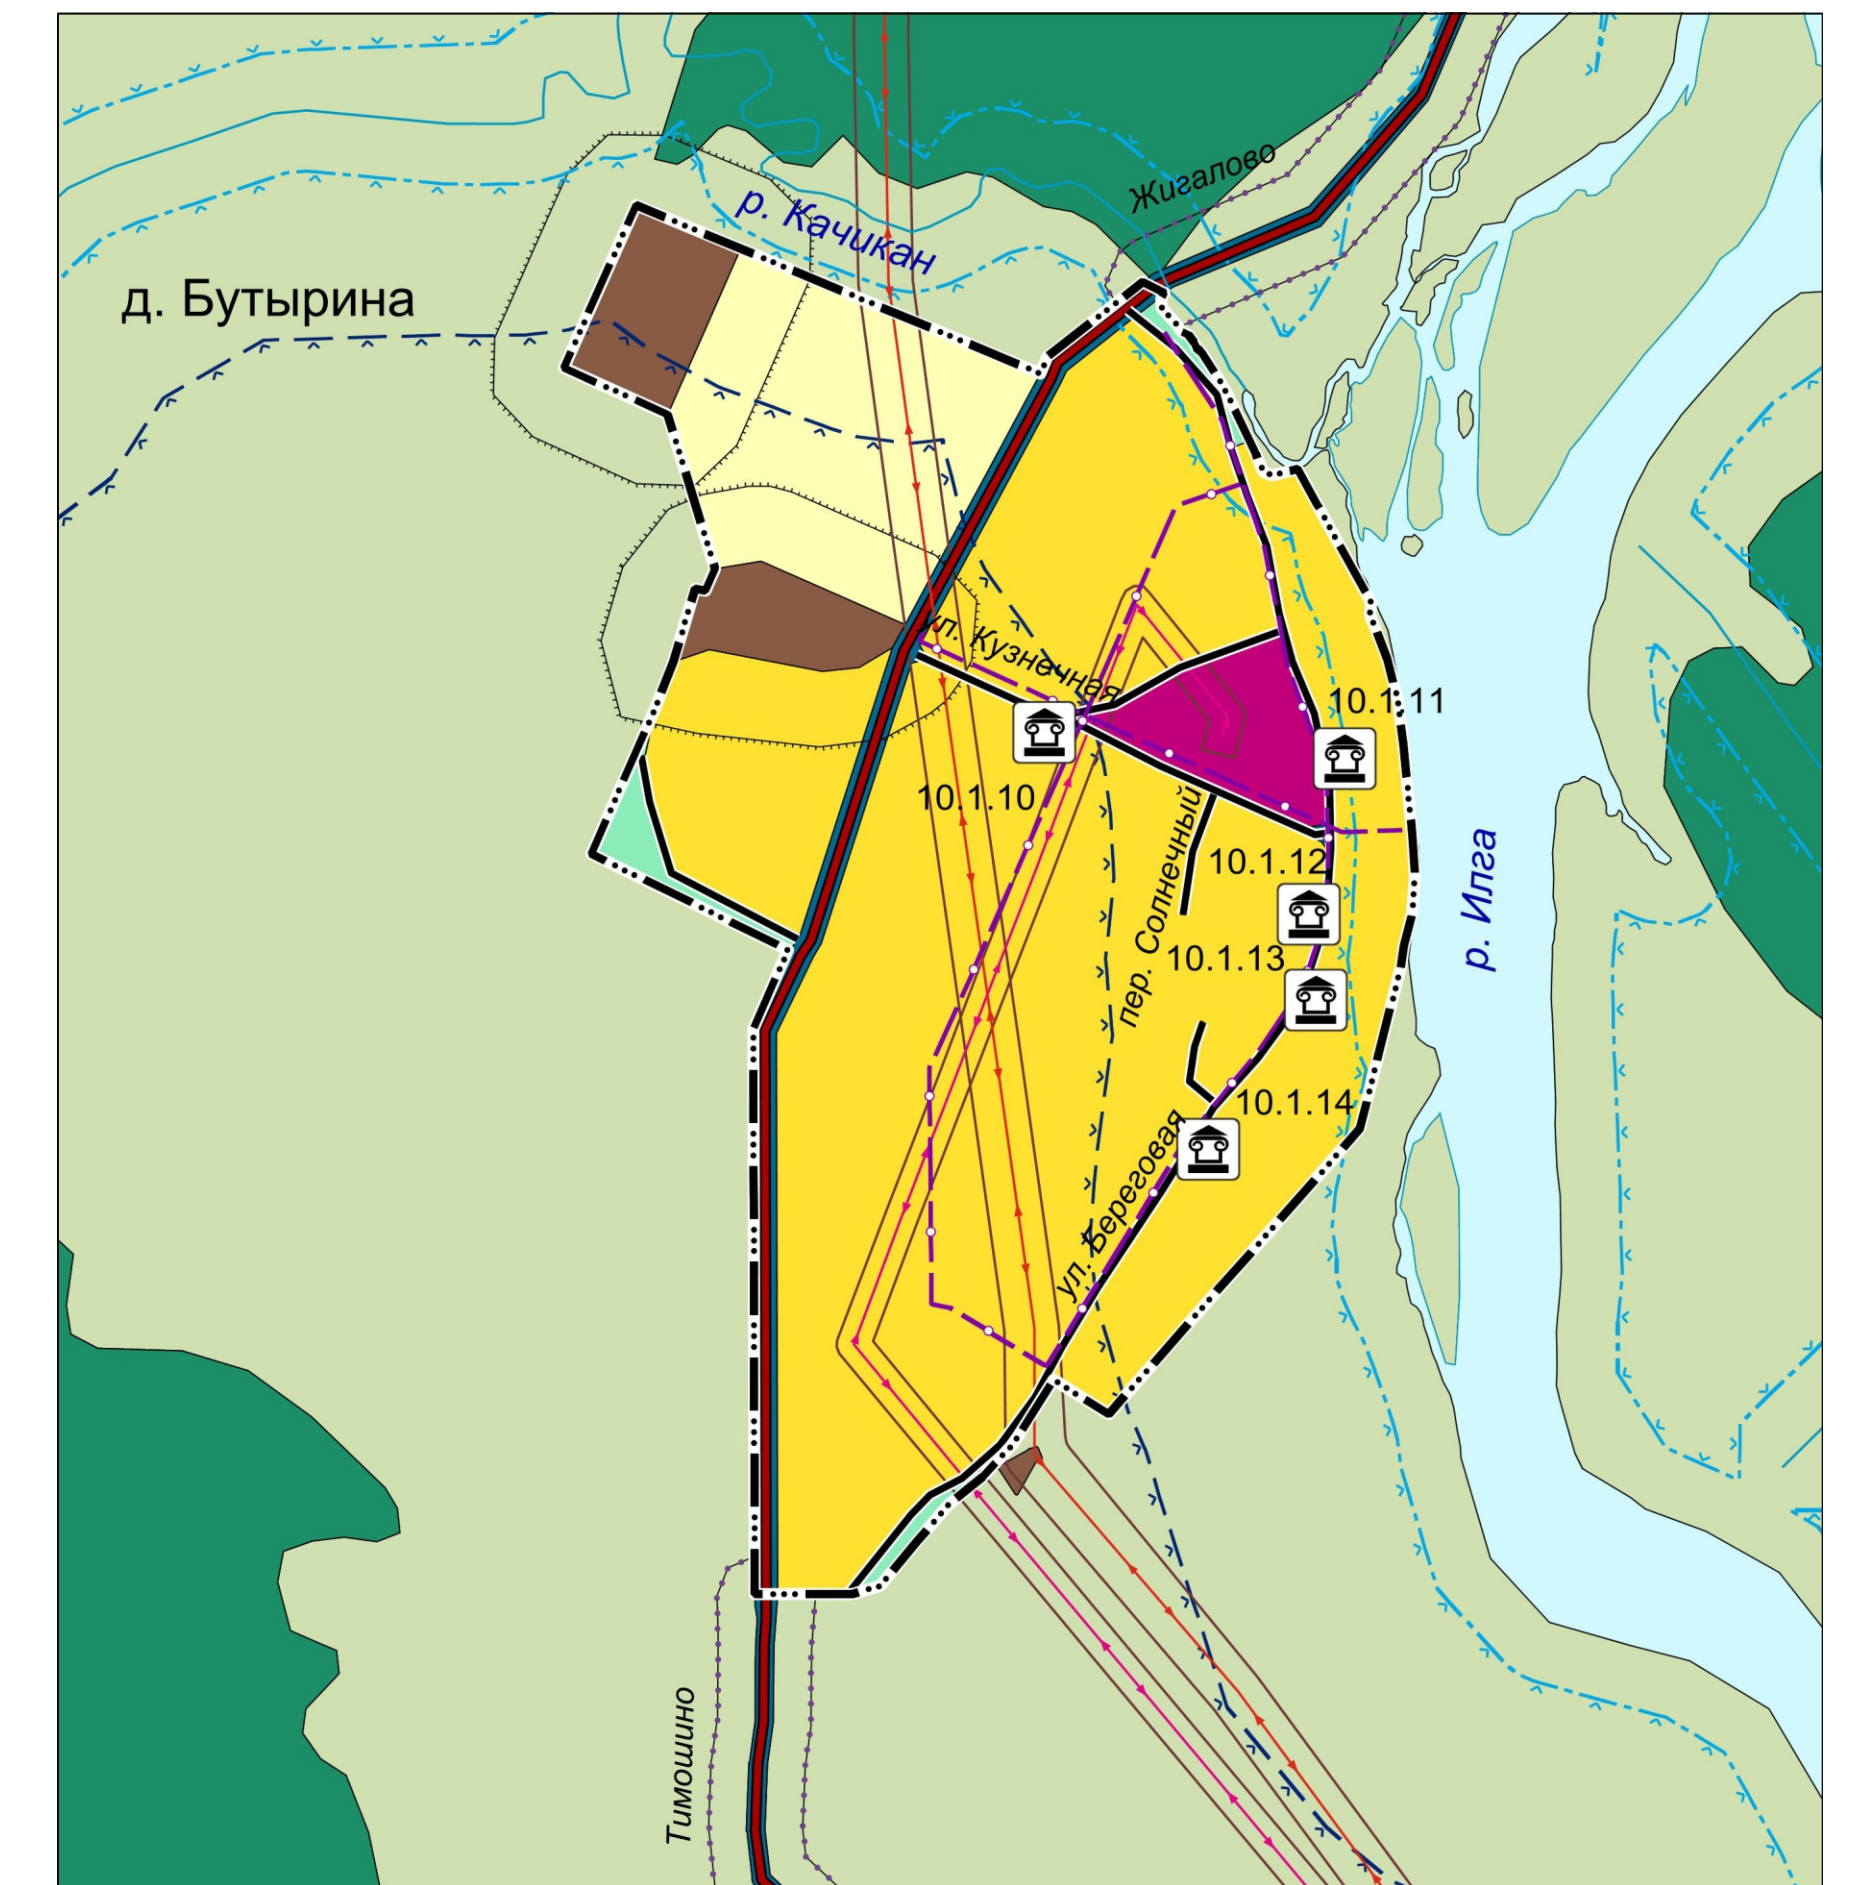 Жигалово
р. Качикан
д. Бутырина
ул. Кузнечная
10.1.11
10.1.10
пер. Солнечный
10.1.12
р. Илга
10.1.13
10.1.14
ул. Береговая
Тимошино